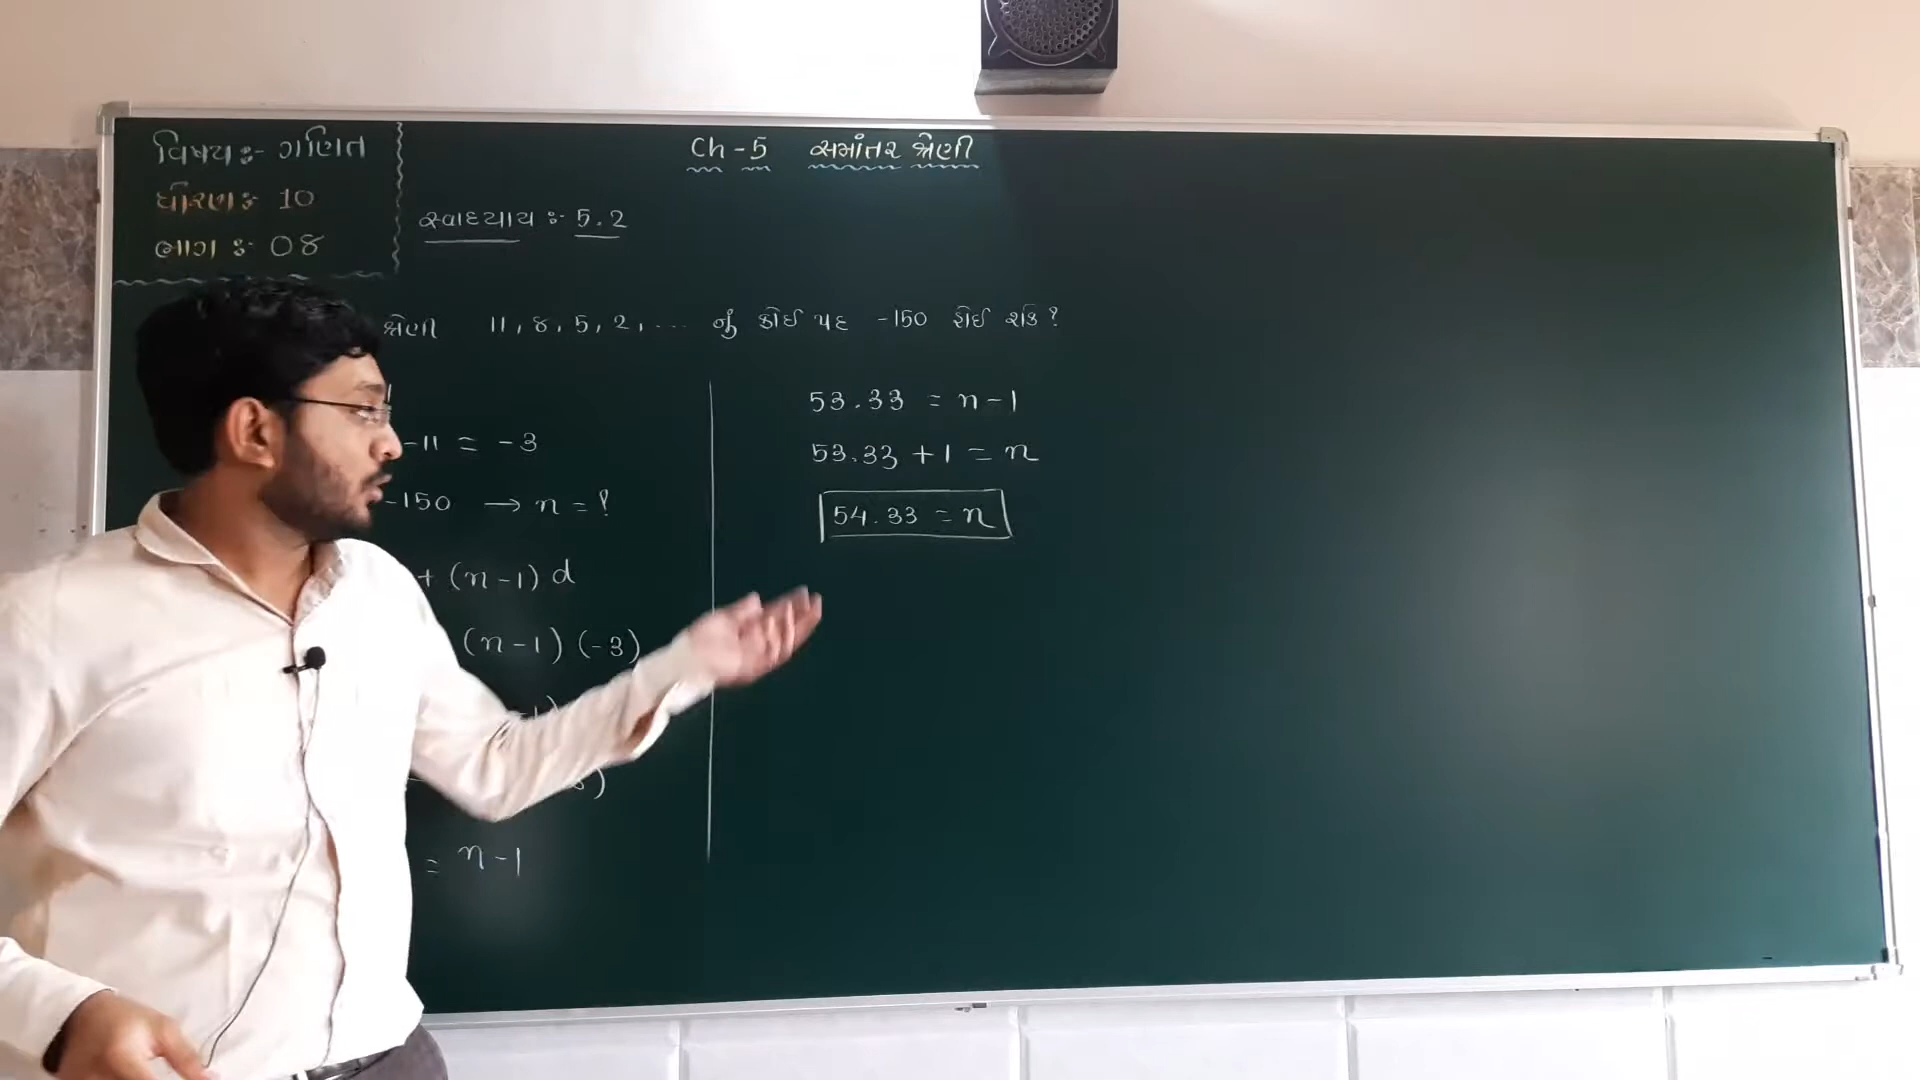 વિષય :- ગણિત
ધોરણ :- 10
ભાગ :- 08
Ch - 5 સમાંતર શ્રેણી
સ્વાધ્યાય :- 5.2
શ્રેણી 11, 8, 5, 2, ... નું કોઈ પદ -150 હોઈ શકે ?
-11 = -3
-150 → n = ?
+ (n-1) d
(n-1) (-3)
= n-1
53.33 = n-1
53.33 + 1 = n
54.33 = n